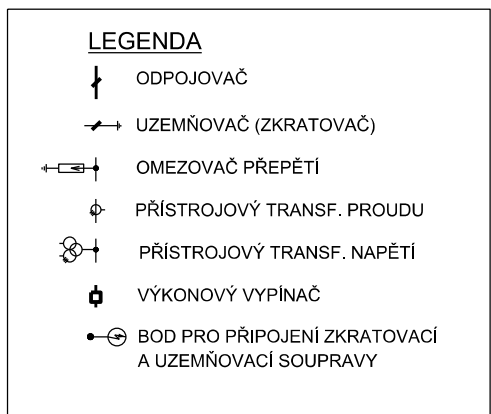 LEGENDA
ODPOJOVAČ
UZEMŇOVAČ (ZKRATOVAČ)
OMEZOVAČ PŘEPĚTÍ
PŘÍSTROJOVÝ TRANSF. PROUDU
PŘÍSTROJOVÝ TRANSF. NAPĚTÍ
VÝKONOVÝ VYPÍNAČ
BOD PRO PŘIPOJENÍ ZKRATOVACÍ
A UZEMŇOVACÍ SOUPRAVY